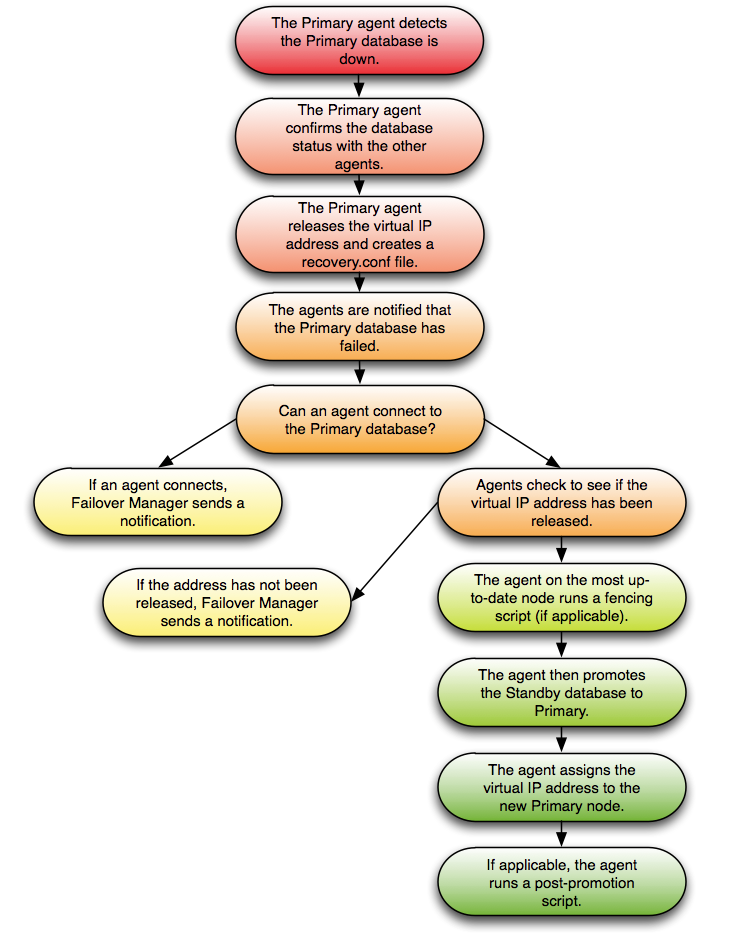 The Primary agent detects
the Primary database is
down.
The Primary agent
confirms the database
status with the other
agents.
The Primary agent
releases the virtual IP
address and creates a
recovery.conf file.
The agents are notified that
the Primary database has
failed.
Can an agent connect to
the Primary database?
If an agent connects,
Failover Manager sends a
notification.
Agents check to see if the
virtual IP address has been
released.
If the address has not been
released, Failover Manager
sends a notification.
The agent on the most up-
to-date node runs a fencing
script (if applicable).
The agent then promotes
the Standby database to
Primary.
The agent assigns the
virtual IP address to the
new Primary node.
If applicable, the agent
runs a post-promotion
script.